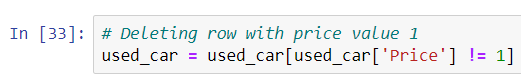 In [33]: # Deleting row with price value 1
used_car = used_car[used_car['Price'] != 1]